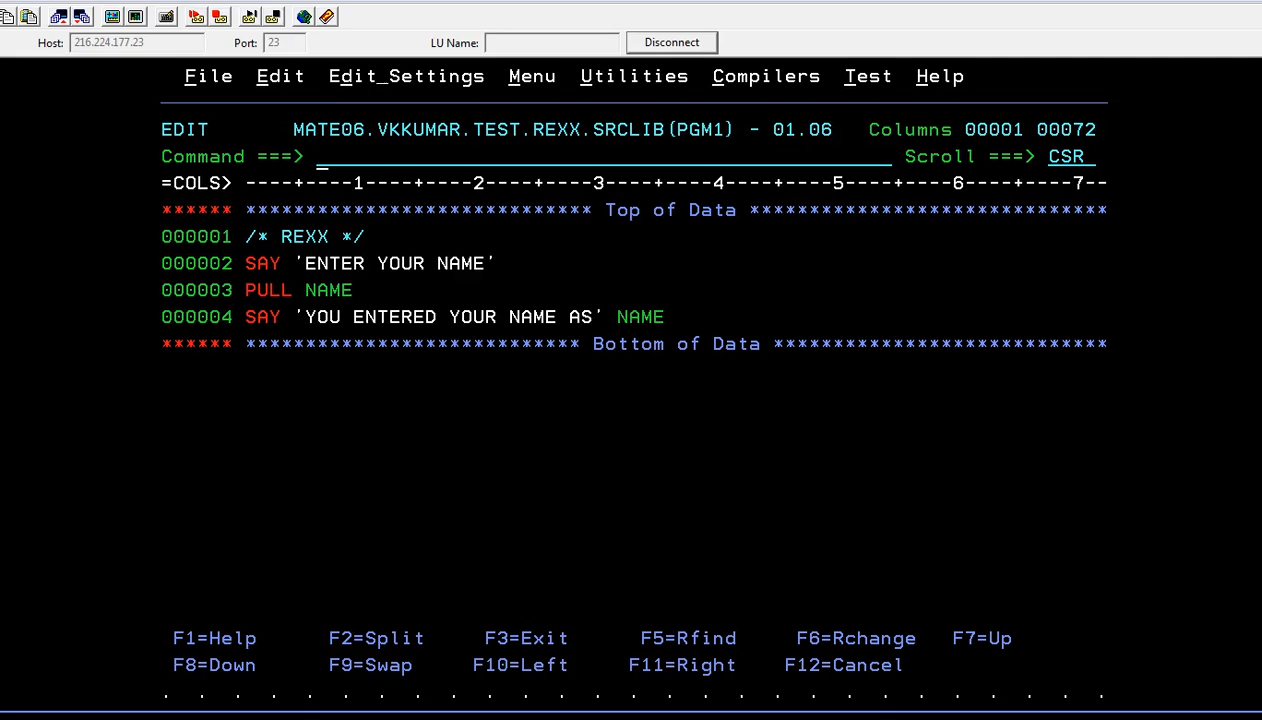 Host: 216.224.177.23 Port: 23 LU Name: Disconnect
File Edit Edit_Settings Menu Utilities Compilers Test Help
EDIT MATE06.VKKUMAR.TEST.REXX.SRCLIB(PGM1) - 01.06 Columns 00001 00072
Command ===> Scroll ===> CSR
=COLS> ----+----1----+----2----+----3----+----4----+----5----+----6----+----7--
****** ***************************** Top of Data ******************************
000001 /* REXX */
000002 SAY 'ENTER YOUR NAME'
000003 PULL NAME
000004 SAY 'YOU ENTERED YOUR NAME AS' NAME
****** **************************** Bottom of Data ****************************
F1=Help F2=Split F3=Exit F5=Rfind F6=Rchange F7=Up
F8=Down F9=Swap F10=Left F11=Right F12=Cancel